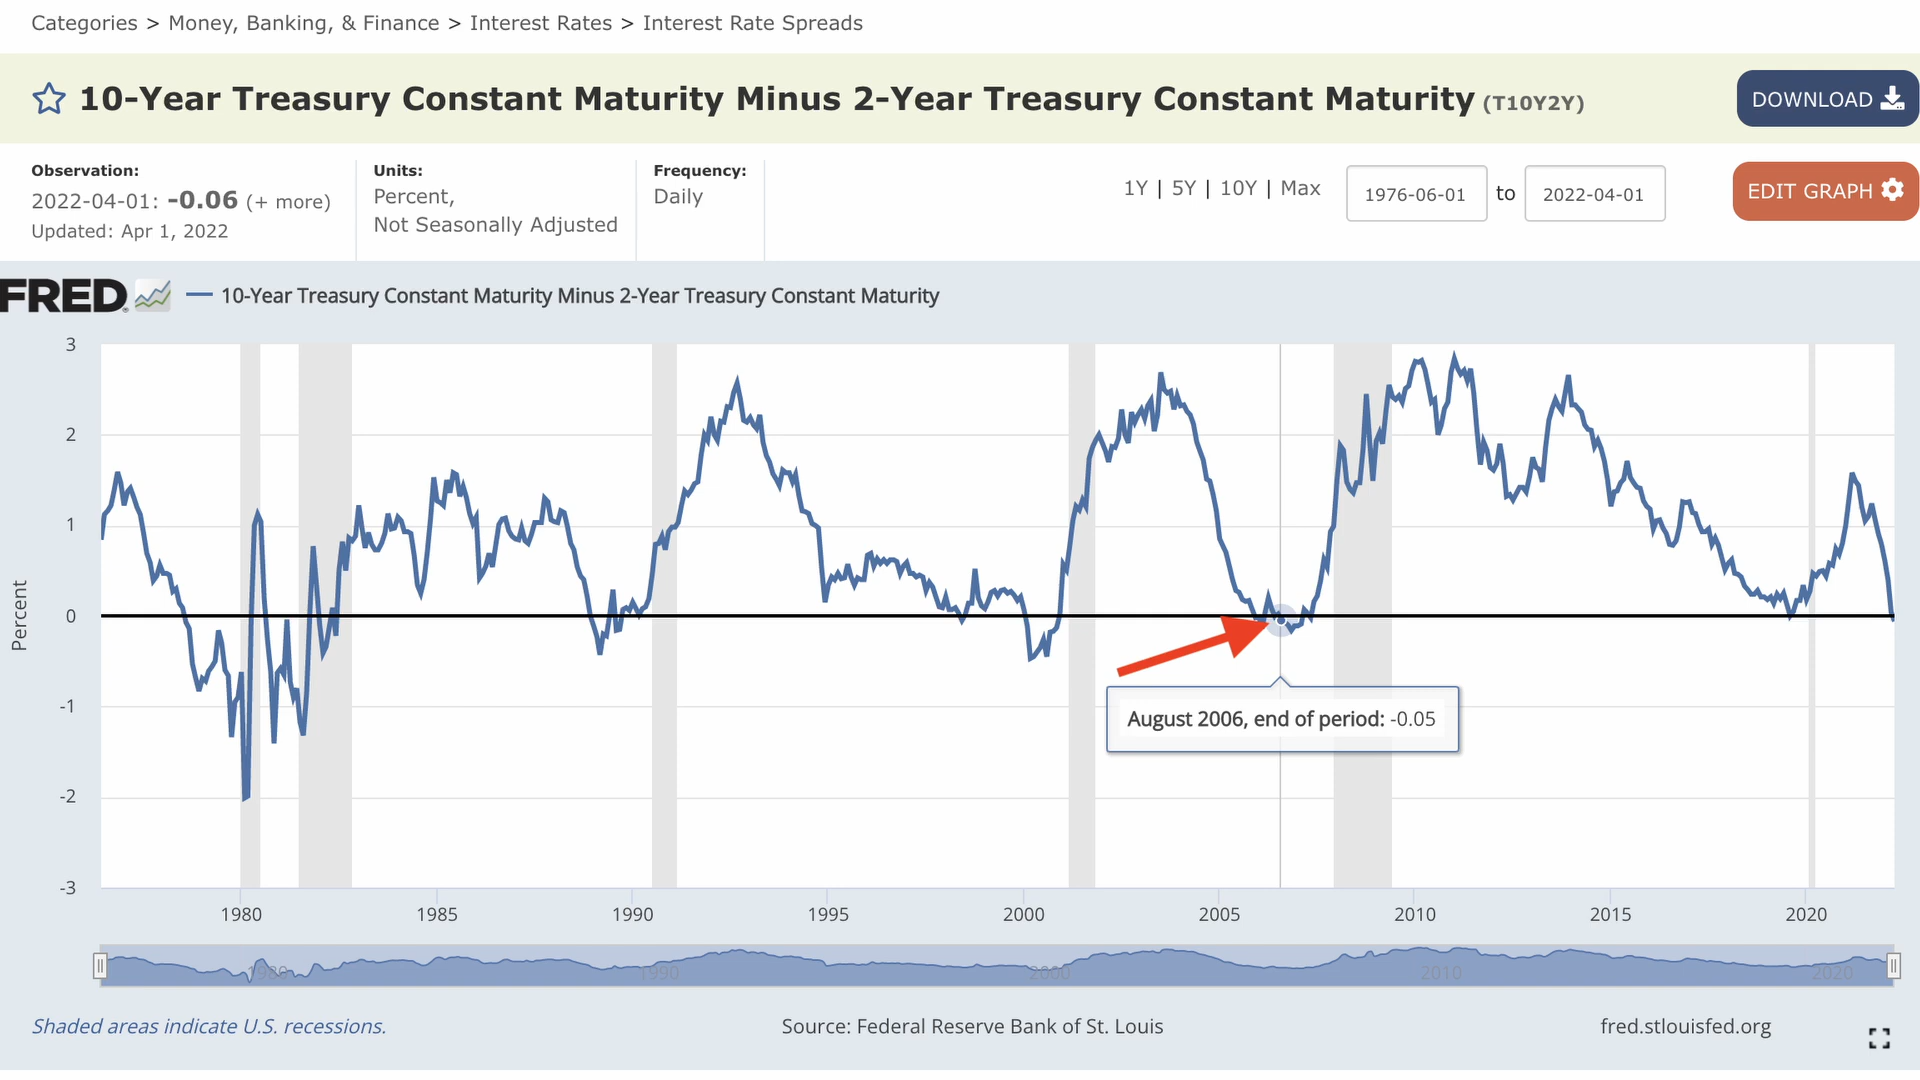 Categories > Money, Banking, & Finance > Interest Rates > Interest Rate Spreads
10-Year Treasury Constant Maturity Minus 2-Year Treasury Constant Maturity (T10Y2Y)
DOWNLOAD
Observation:
2022-04-01: -0.06 (+ more)
Updated: Apr 1, 2022
Units:
Percent,
Not Seasonally Adjusted
Frequency:
Daily
1Y | 5Y | 10Y | Max
1976-06-01 to 2022-04-01
EDIT GRAPH
FRED
10-Year Treasury Constant Maturity Minus 2-Year Treasury Constant Maturity
Percent
3
2
1
0
-1
-2
-3
August 2006, end of period: -0.05
1980 1985 1990 1995 2000 2005 2010 2015 2020
1980 1990 2000 2010 2020
Shaded areas indicate U.S. recessions.
Source: Federal Reserve Bank of St. Louis
fred.stlouisfed.org